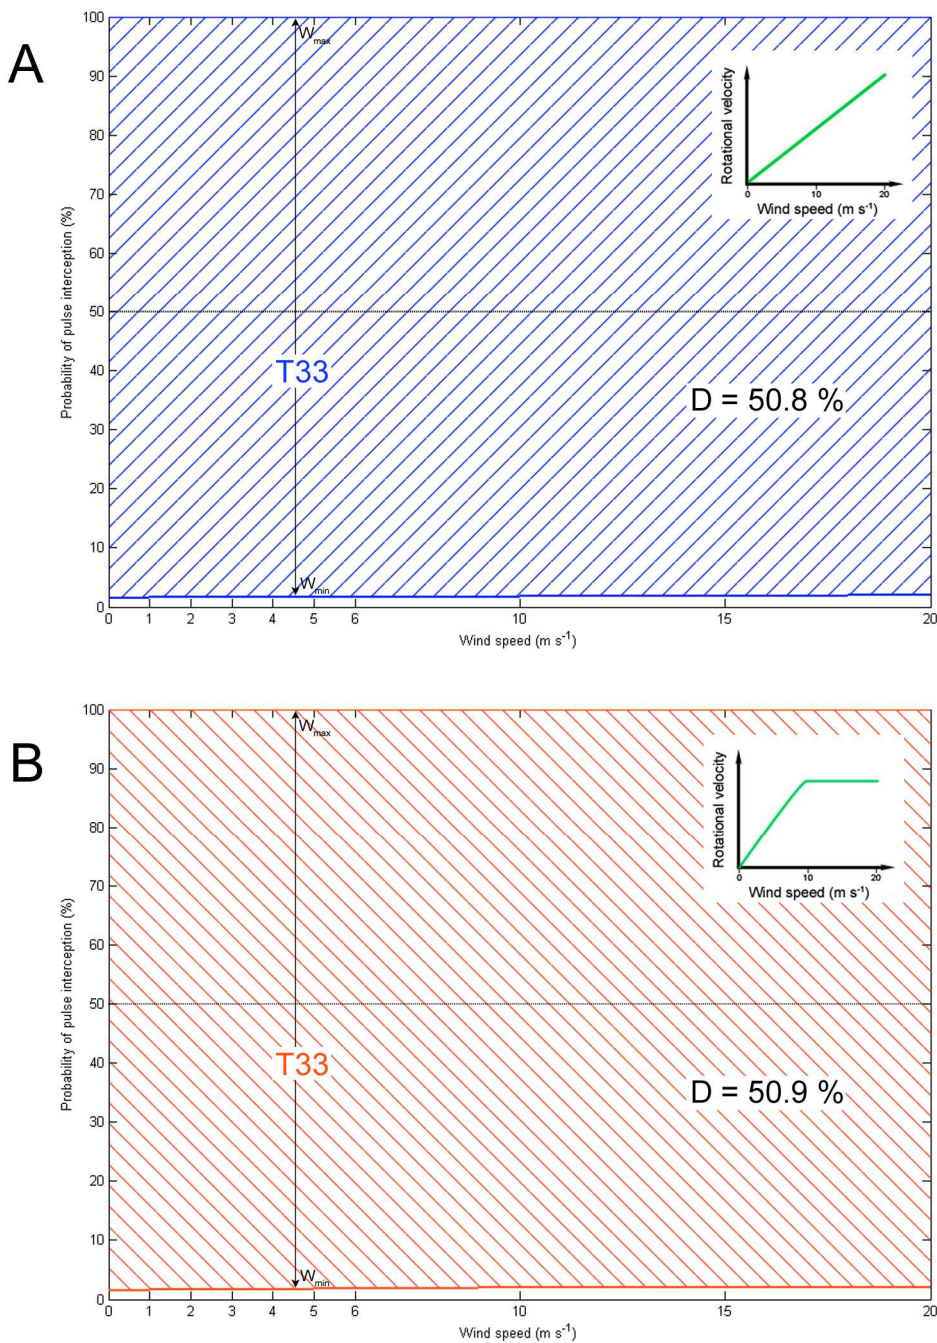 A
100
90
80
70
60
50
40
30
20
10
0
Probability of pulse interception (%)
Wmax
T33
Wmin
D = 50.8 %
Rotational velocity
0 10 20
Wind speed (m s-1)
0 1 2 3 4 5 6 10 15 20
Wind speed (m s-1)
B
100
90
80
70
60
50
40
30
20
10
0
Probability of pulse interception (%)
Wmax
T33
Wmin
D = 50.9 %
Rotational velocity
0 10 20
Wind speed (m s-1)
0 1 2 3 4 5 6 10 15 20
Wind speed (m s-1)